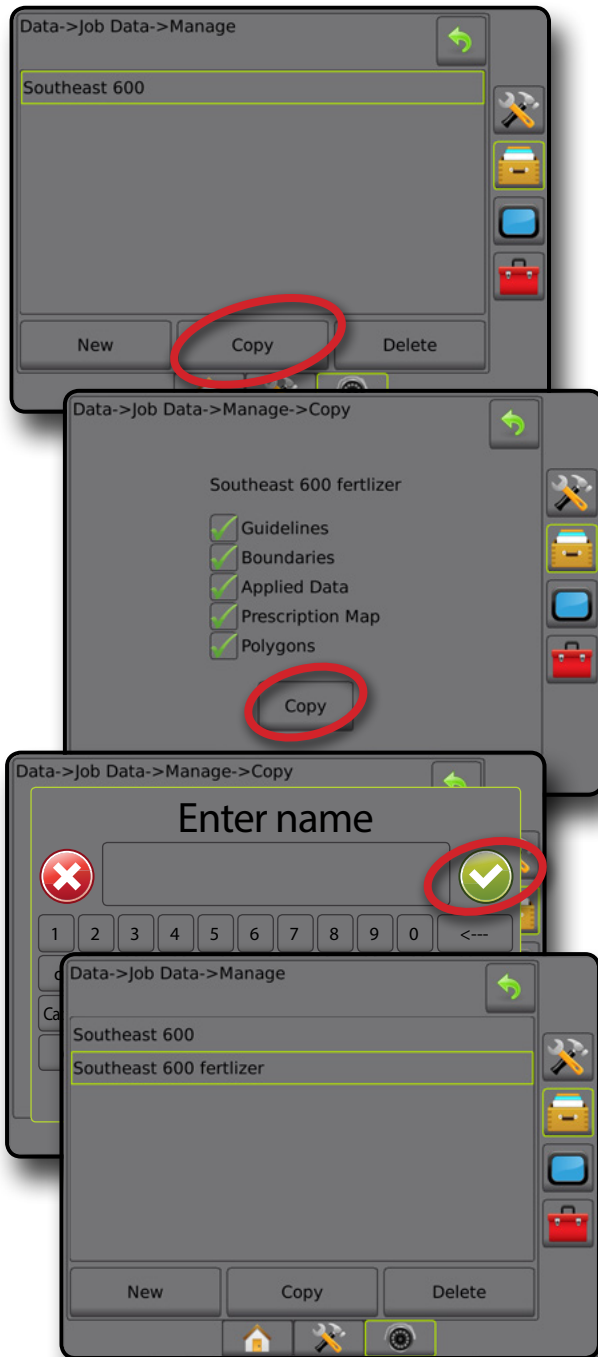 Data->Job Data->Manage
Southeast 600
New Copy Delete
Data->Job Data->Manage->Copy
Southeast 600 fertlizer
Guidelines
Boundaries
Applied Data
Prescription Map
Polygons
Copy
Data->Job Data->Manage->Copy
Enter name
1 2 3 4 5 6 7 8 9 0 <---
Data->Job Data->Manage
Southeast 600
Southeast 600 fertlizer
New Copy Delete